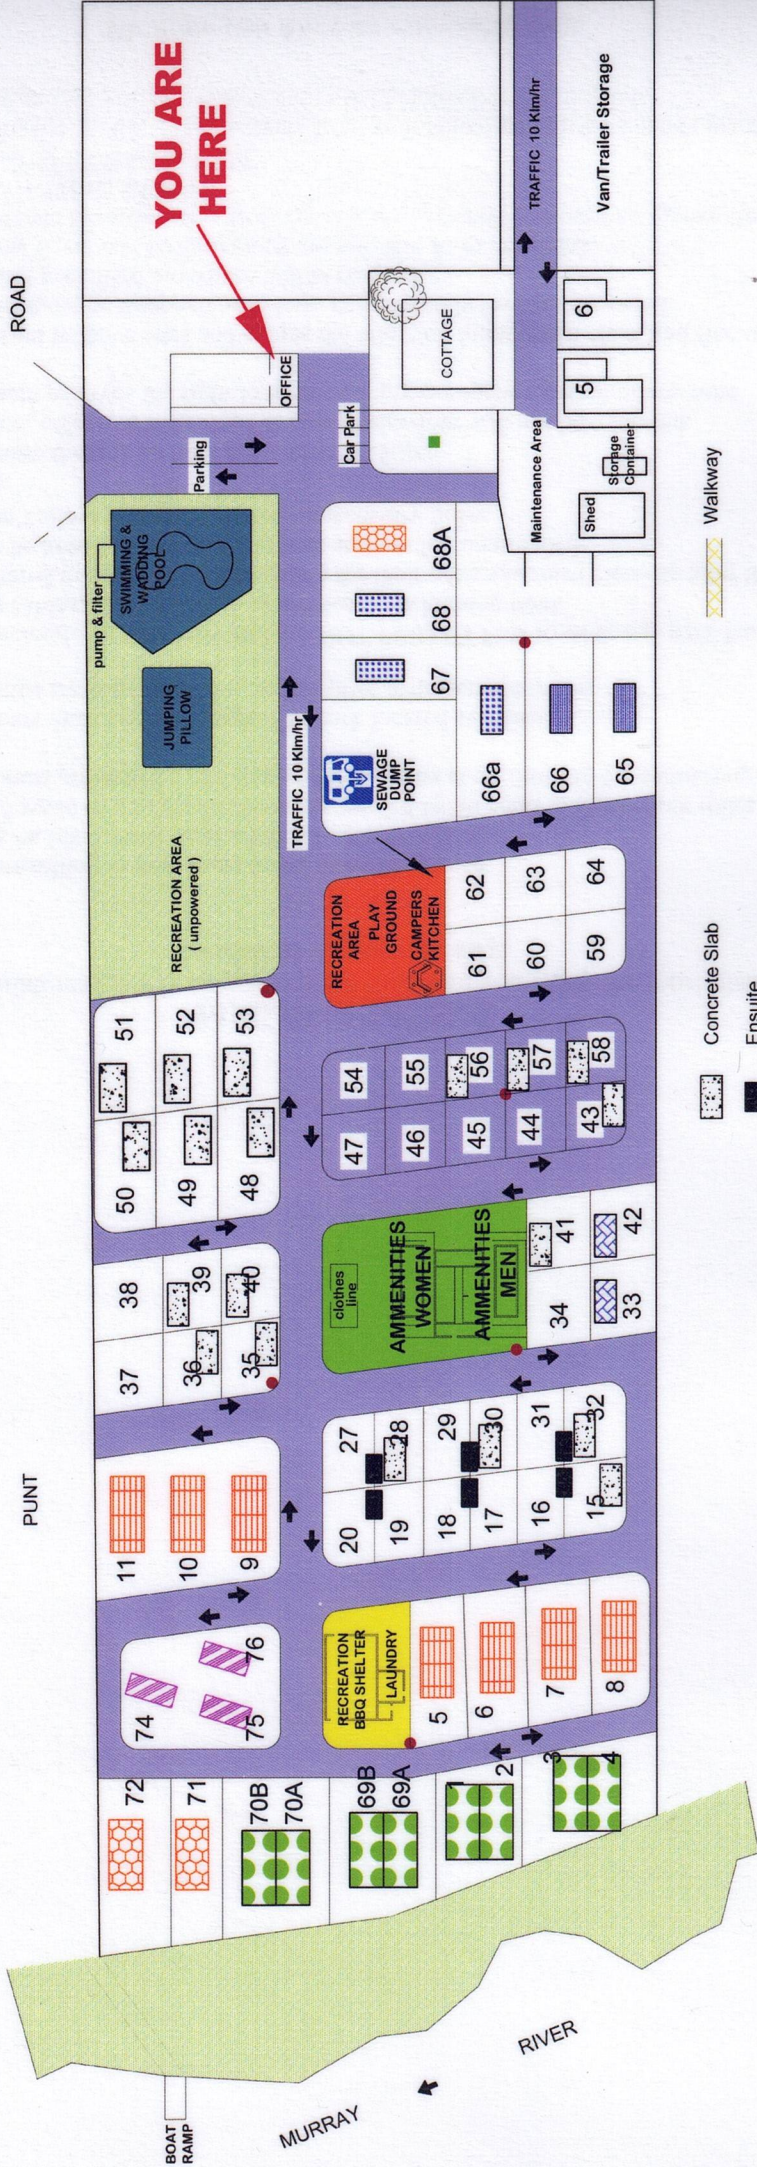 ROAD
PUNT
YOU ARE
HERE
TRAFFIC 10 Klm/hr
Van/Trailer Storage
OFFICE
COTTAGE
6
5
Parking
Car Park
Maintenance Area
Storage
Container
Shed
Walkway
pump & filter
SWIMMING &
WADDING
POOL
JUMPING
PILLOW
RECREATION AREA
( unpowered )
TRAFFIC 10 Klm/hr
68A
68
67
SEWAGE
DUMP
POINT
66a
66
65
RECREATION
AREA
PLAY
GROUND
CAMPERS
KITCHEN
62
63
64
61
60
59
51
52
53
50
49
48
54
55
56
57
58
47
46
45
44
43
Concrete Slab
Ensuite
38
39
40
37
36
35
clothes
line
AMMENITIES
WOMEN
AMMENITIES
MEN
41
42
34
33
11
10
9
27
28
29
30
31
32
20
19
18
17
16
15
74
75
76
RECREATION
BBQ SHELTER
LAUNDRY
5
6
7
8
72
71
70B
70A
69B
69A
1
2
3
4
BOAT
RAMP
MURRAY
RIVER